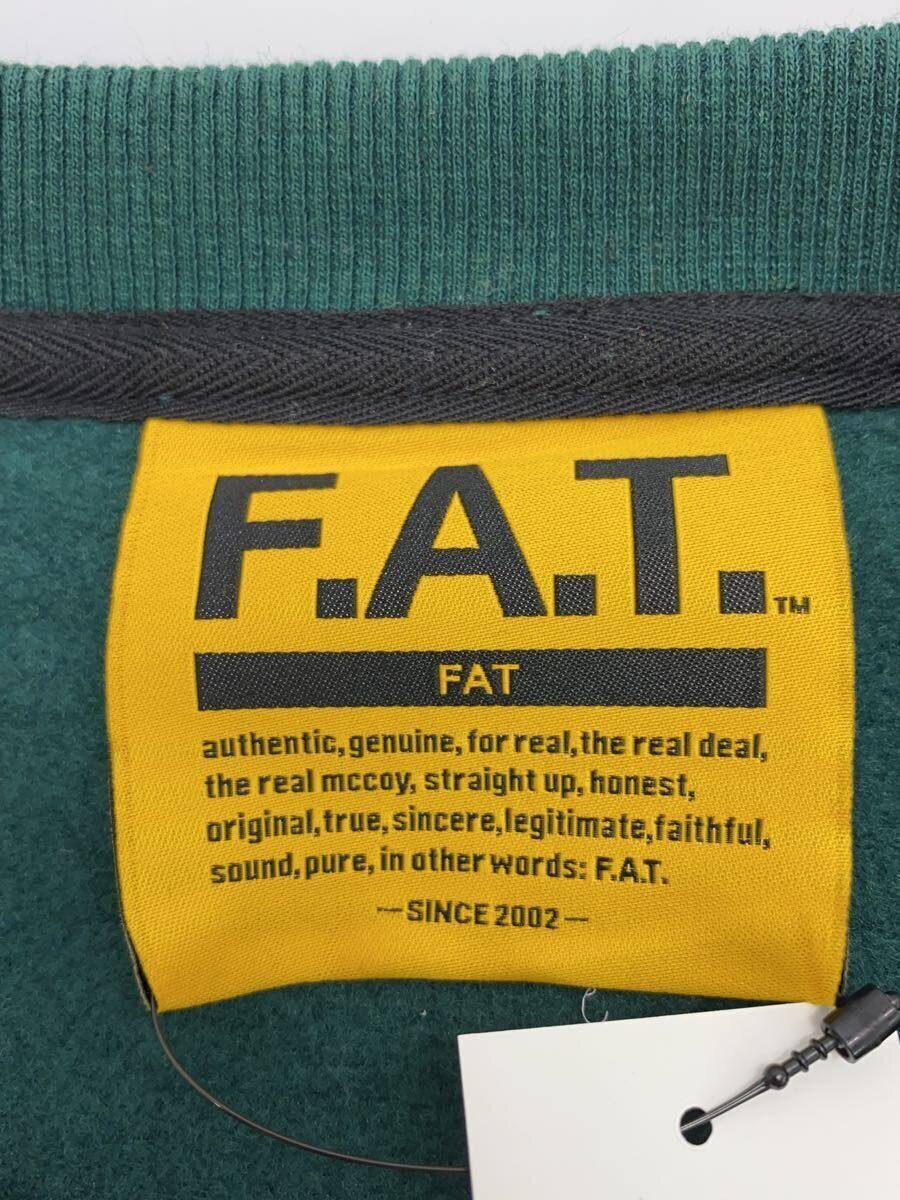 F.A.T.™
FAT
authentic, genuine, for real, the real deal,
the real mccoy, straight up, honest,
original, true, sincere, legitimate, faithful,
sound, pure, in other words: F.A.T.
—SINCE 2002—